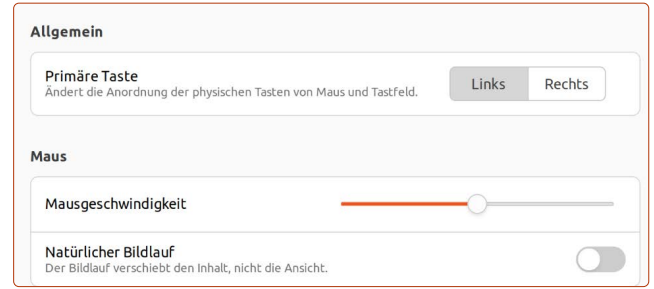 Allgemein
Primäre Taste
Ändert die Anordnung der physischen Tasten von Maus und Tastfeld.
Links
Rechts
Maus
Mausgeschwindigkeit
Natürlicher Bildlauf
Der Bildlauf verschiebt den Inhalt, nicht die Ansicht.